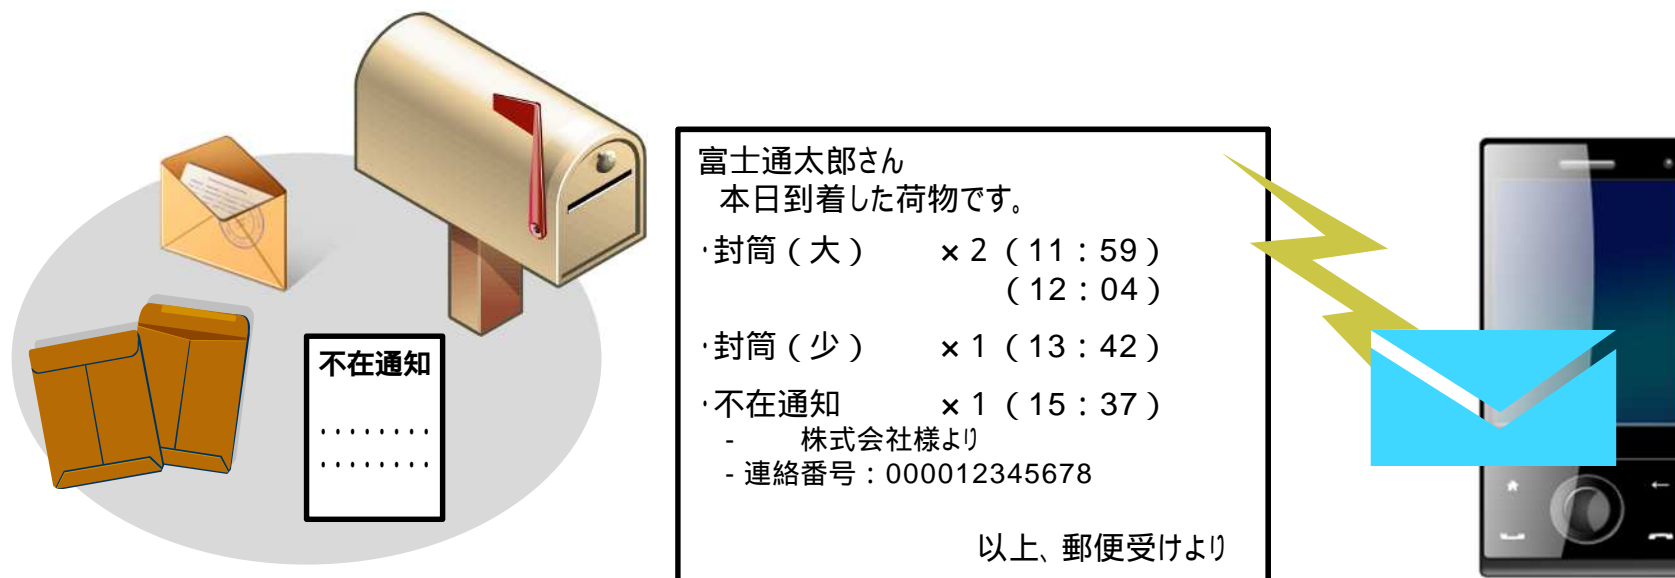 不在通知
・・・・・・・・
・・・・・・・・
富士通太郎さん
本日到着した荷物です。
・封筒(大) ×2(11:59)
(12:04)
・封筒(少) ×1(13:42)
・不在通知 ×1(15:37)
- 株式会社様より
- 連絡番号:000012345678
以上、郵便受けより